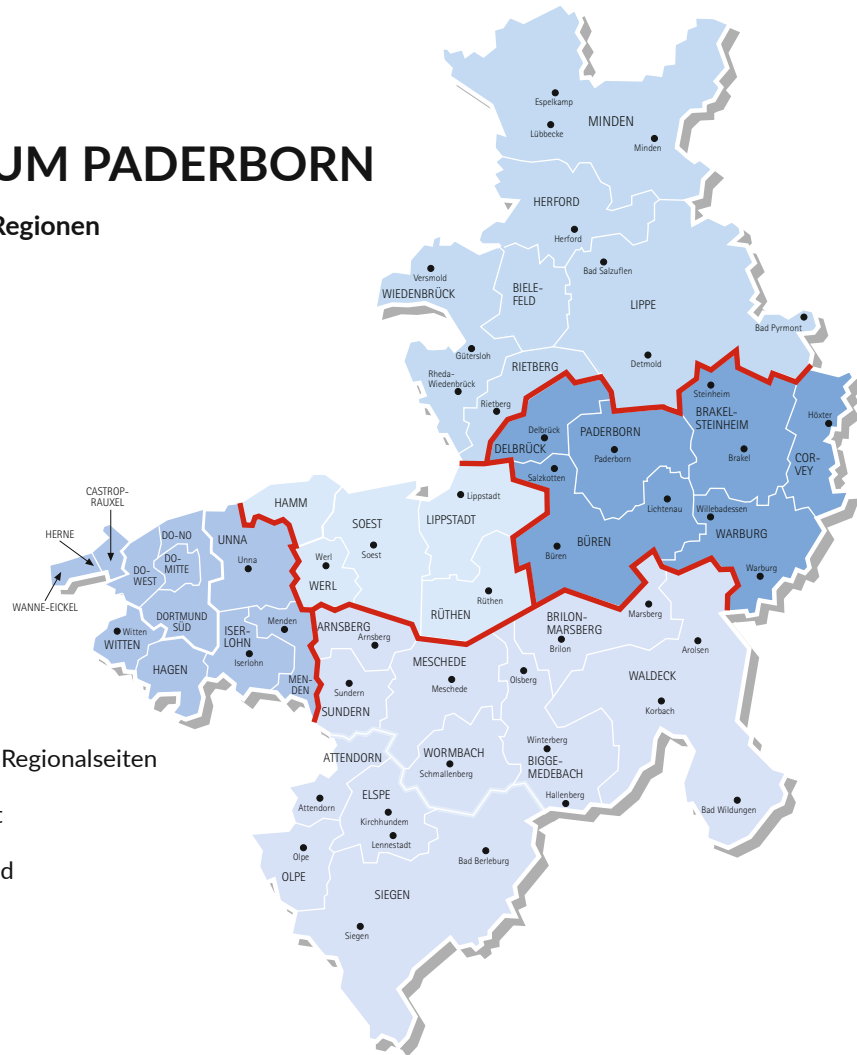 UM PADERBORN
Regionen
Espelkamp
Lübbecke
MINDEN
Minden
HERFORD
Herford
Versmold
WIEDENBRÜCK
BIELE-
FELD
Bad Salzuflen
LIPPE
Bad Pyrmont
Gütersloh
Detmold
RIETBERG
Rheda-
Wiedenbrück
Rietberg
Steinheim
BRAKEL-
STEINHEIM
Höxter
Delbrück
DELBRÜCK
PADERBORN
Paderborn
Brakel
COR-
VEY
Salzkotten
Lichtenau
Willebadessen
WARBURG
Warburg
BÜREN
Büren
CASTROP-
RAUXEL
HERNE
WANNE-EICKEL
HAMM
SOEST
Soest
LIPPSTADT
Lippstadt
Werl
WERL
RÜTHEN
Rüthen
DO-NO
DO-
MITTE
DO-
WEST
UNNA
Unna
DORTMUND
SÜD
Witten
WITTEN
HAGEN
ISER-
LOHN
Iserlohn
Menden
MEN-
DEN
ARNSBERG
Arnsberg
Sundern
SUNDERN
MESCHEDE
Meschede
Olsberg
BRILON-
MARSBERG
Brilon
Marsberg
Arolsen
WALDECK
Korbach
Bad Wildungen
Winterberg
BIGGE-
MEDEBACH
Hallenberg
WORMBACH
Schmallenberg
ATTENDORN
Attendorn
ELSPE
Kirchhundem
Lennestadt
Olpe
OLPE
Bad Berleburg
SIEGEN
Siegen
Regionalseiten
t
d